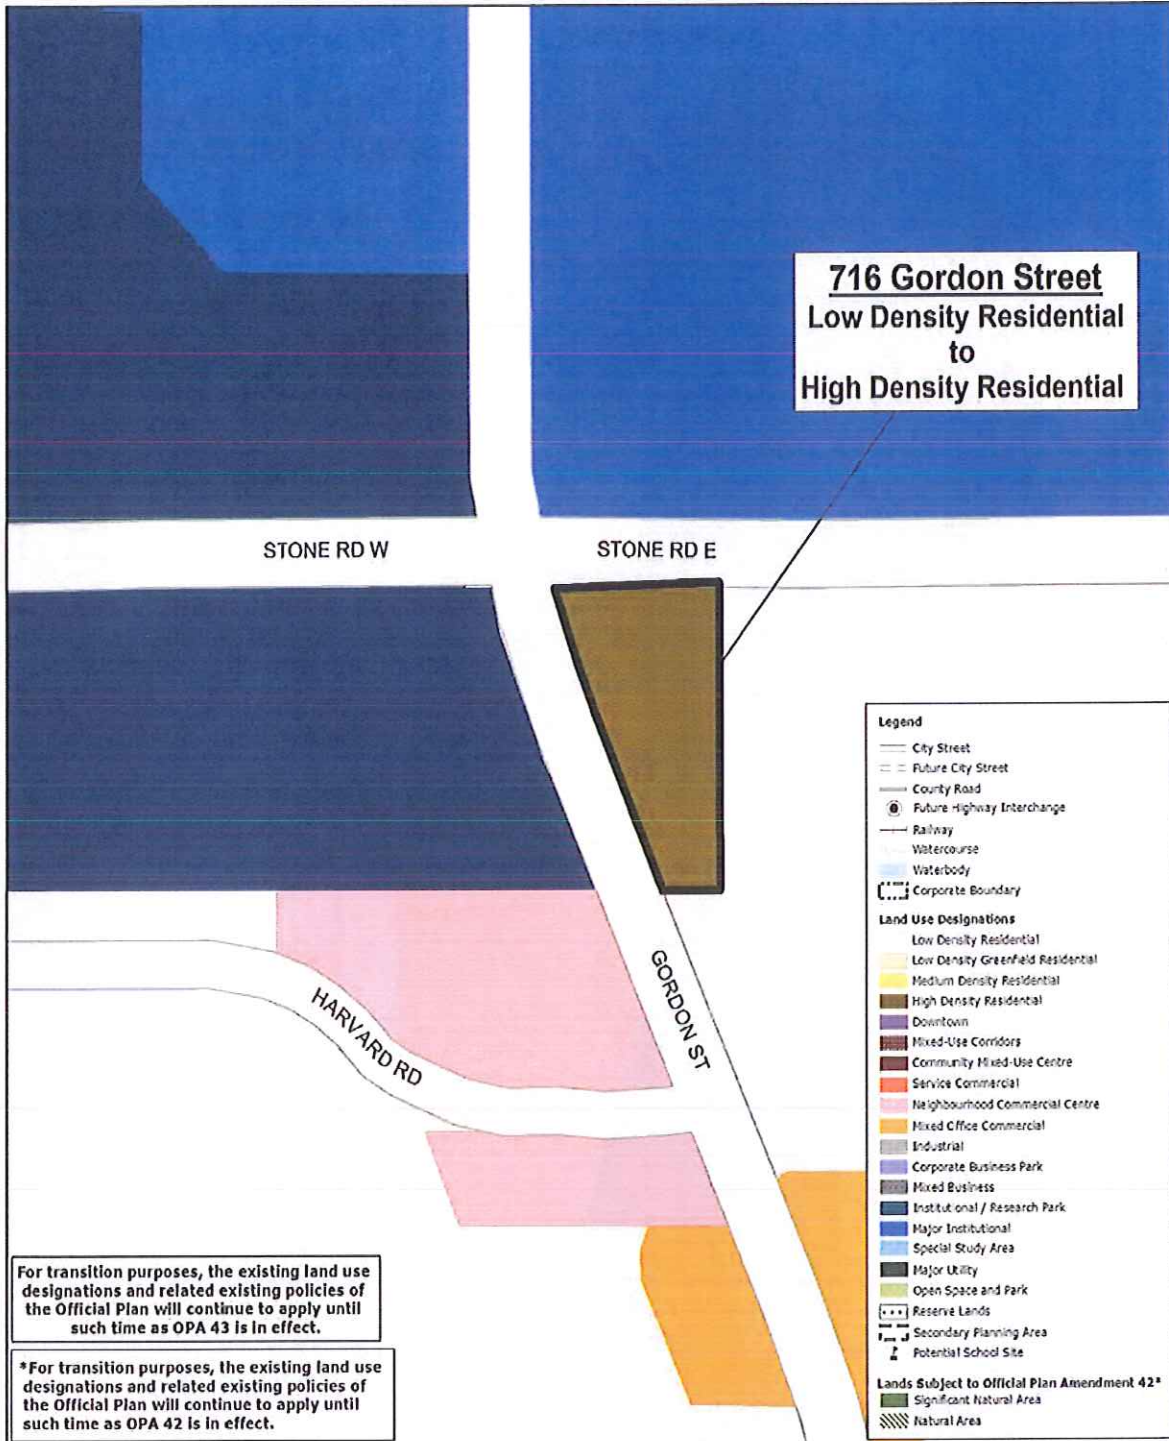 716 Gordon Street
Low Density Residential
to
High Density Residential
STONE RD W
STONE RD E
GORDON ST
HARVARD RD
Legend
City Street
Future City Street
County Road
Future Highway Interchange
Railway
Watercourse
Waterbody
Corporate Boundary
Land Use Designations
Low Density Residential
Low Density Greenfield Residential
Medium Density Residential
High Density Residential
Downtown
Mixed-Use Corridors
Community Mixed-Use Centre
Service Commercial
Neighbourhood Commercial Centre
Mixed Office Commercial
Industrial
Corporate Business Park
Mixed Business
Institutional / Research Park
Major Institutional
Special Study Area
Major Utility
Open Space and Park
Reserve Lands
Secondary Planning Area
Potential School Site
Lands Subject to Official Plan Amendment 42*
Significant Natural Area
Natural Area
For transition purposes, the existing land use
designations and related existing policies of
the Official Plan will continue to apply until
such time as OPA 43 is in effect.
*For transition purposes, the existing land use
designations and related existing policies of
the Official Plan will continue to apply until
such time as OPA 42 is in effect.